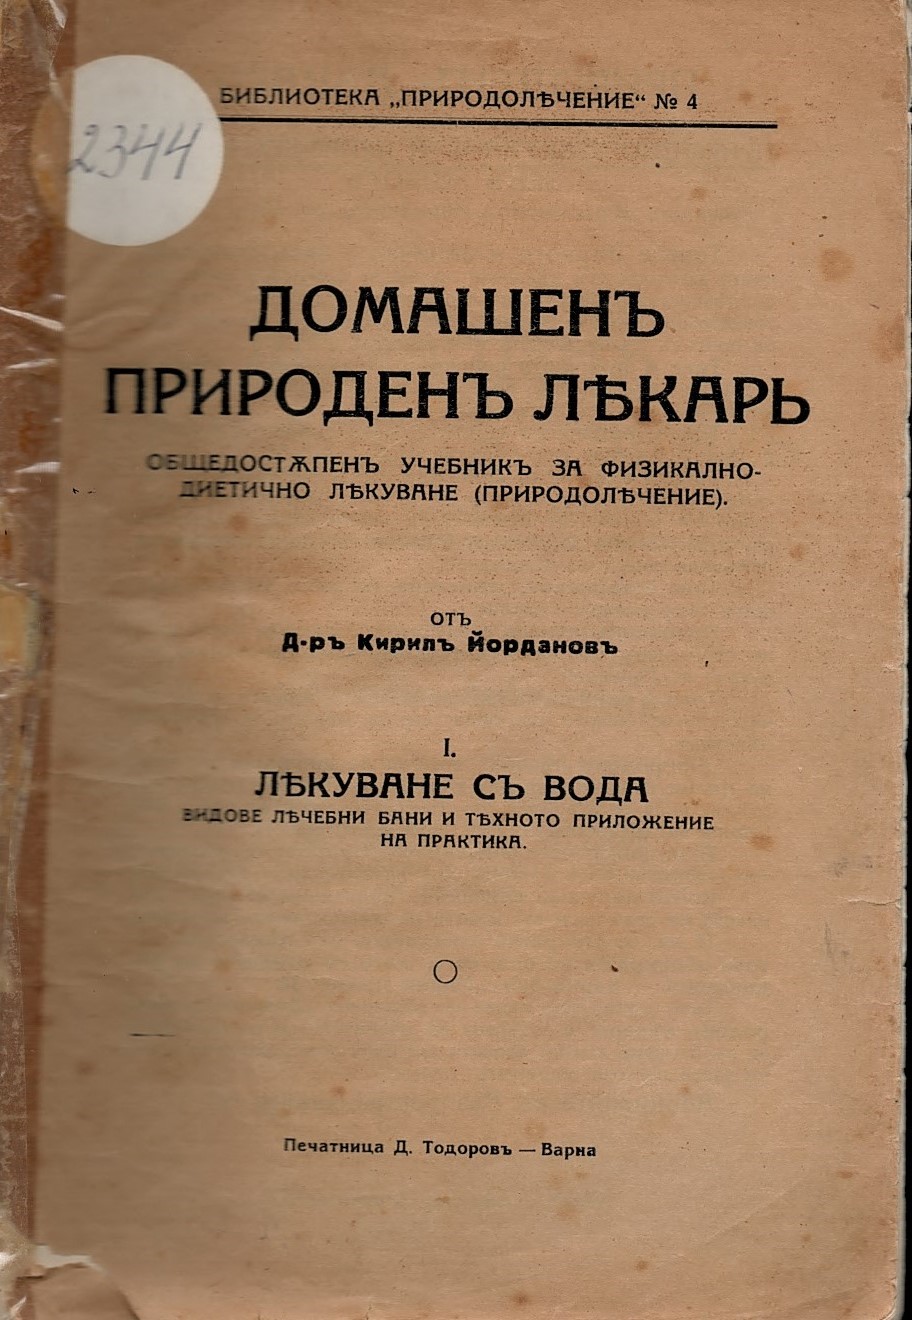 БИБЛИОТЕКА „ПРИРОДОЛѢЧЕНИЕ“ № 4
2344
ДОМАШЕНЪ
ПРИРОДЕНЪ ЛѢКАРЬ
ОБЩЕДОСТѪПЕНЪ УЧЕБНИКЪ ЗА ФИЗИКАЛНО-
ДИЕТИЧНО ЛѢКУВАНЕ (ПРИРОДОЛѢЧЕНИЕ).
ОТЪ
Д-ръ Кирилъ Йордановъ
I.
ЛѢКУВАНЕ СЪ ВОДА
ВИДОВЕ ЛѢЧЕБНИ БАНИ И ТѢХНОТО ПРИЛОЖЕНИЕ
НА ПРАКТИКА.
Печатница Д. Тодоровъ — Варна